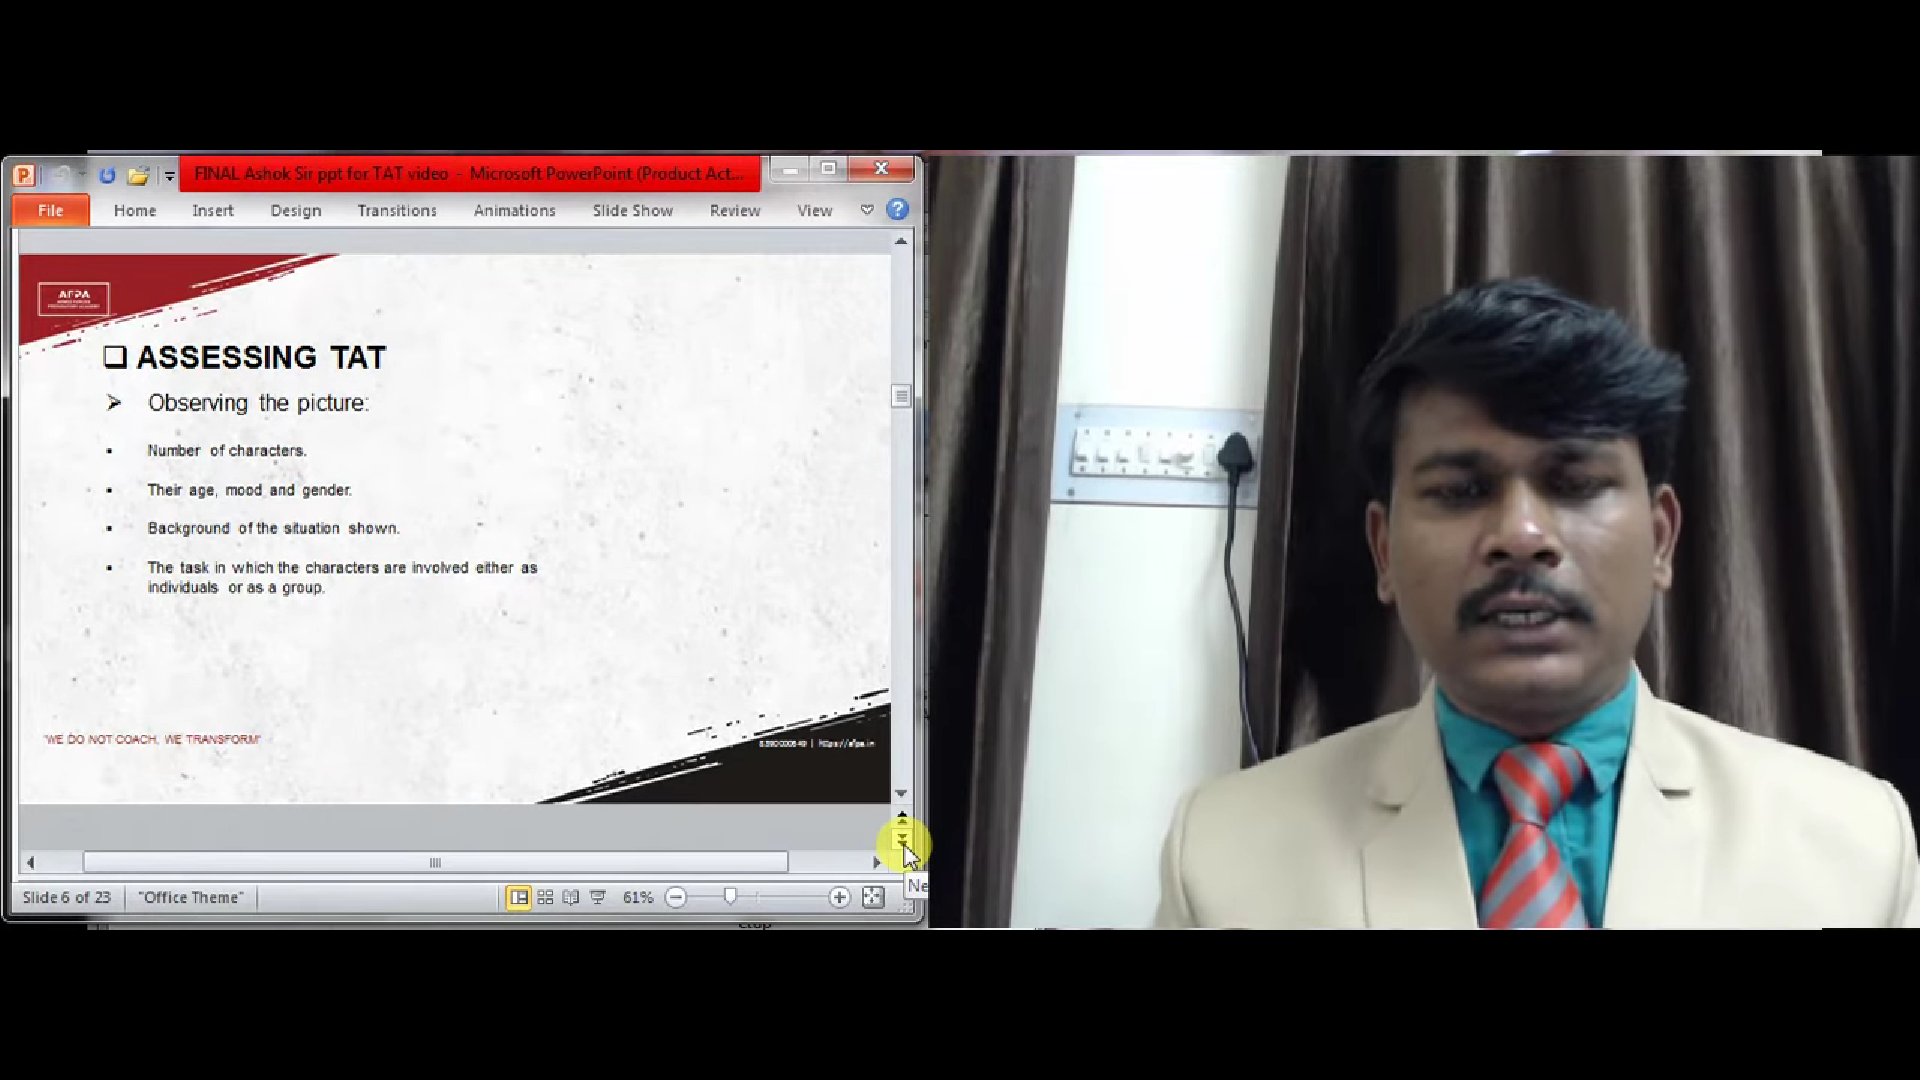 FINAL Ashok Sir ppt for TAT video - Microsoft PowerPoint (Product Act...
File Home Insert Design Transitions Animations Slide Show Review View
AFPA
ASSESSING TAT
Observing the picture:
Number of characters.
Their age, mood and gender.
Background of the situation shown.
The task in which the characters are involved either as
individuals or as a group.
"WE DO NOT COACH, WE TRANSFORM"
https://afpa.in
Ne
Slide 6 of 23 "Office Theme" 61%